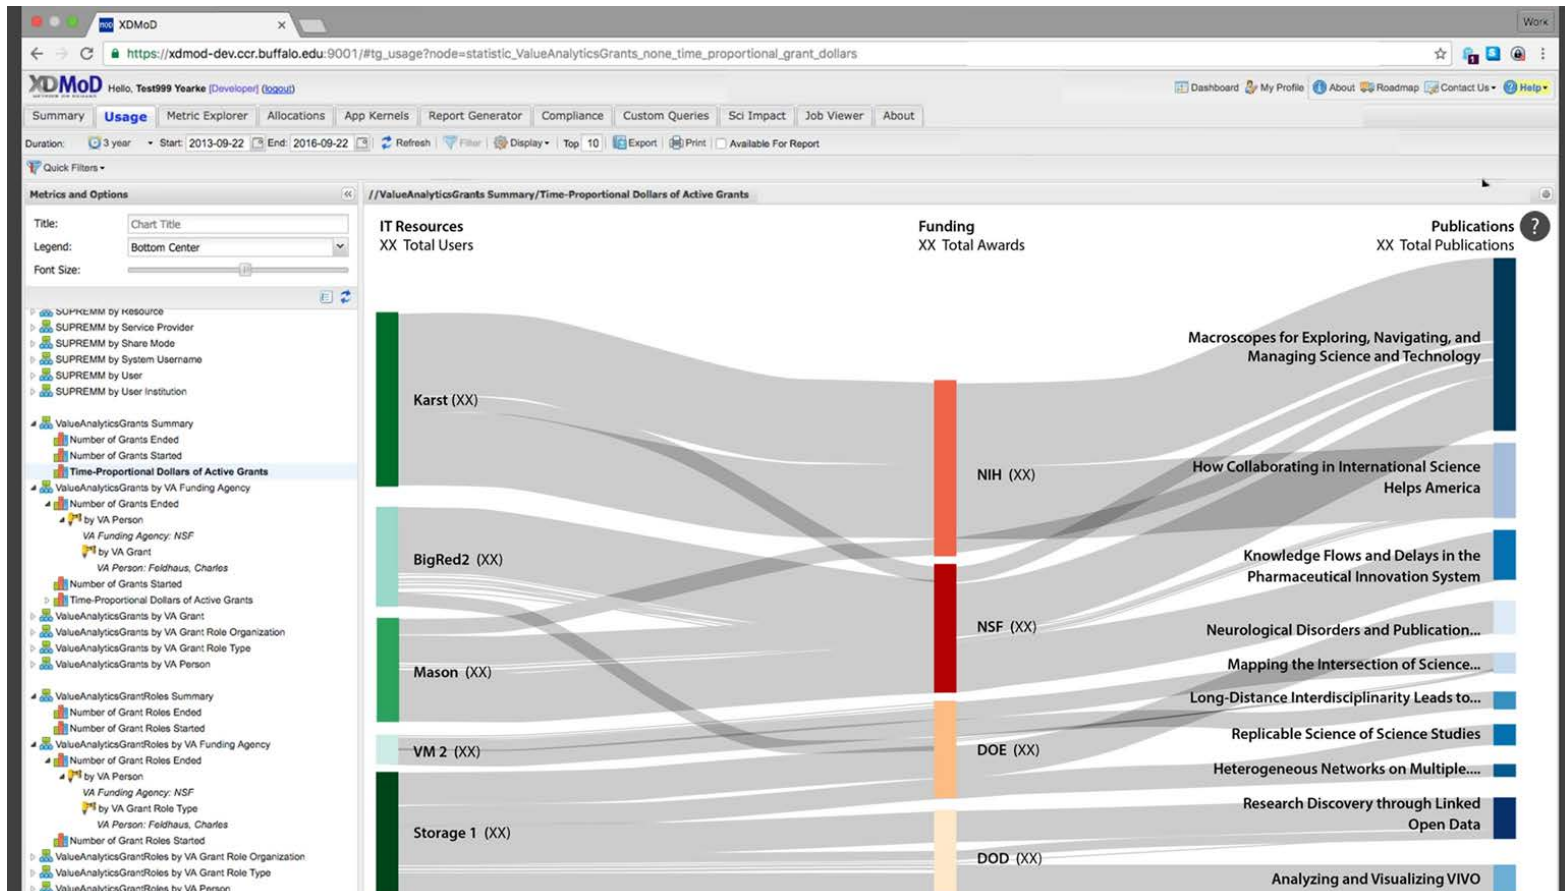 XDMoD
Work
https://xdmod-dev.ccr.buffalo.edu:9001/#tg_usage?node=statistic_ValueAnalyticsGrants_none_time_proportional_grant_dollars
XDMoD Hello, Test999 Yearke [Developer] (logout)
Dashboard My Profile About Roadmap Contact Us Help
Summary Usage Metric Explorer Allocations App Kernels Report Generator Compliance Custom Queries Sci Impact Job Viewer About
Duration: 3 year Start: 2013-09-22 End: 2016-09-22 Refresh Filter Display Top 10 Export Print Available For Report
Quick Filters
Metrics and Options
Title: Chart Title
Legend: Bottom Center
Font Size:
SUPREMM by Resource
SUPREMM by Service Provider
SUPREMM by Share Mode
SUPREMM by System Username
SUPREMM by User
SUPREMM by User Institution
ValueAnalyticsGrants Summary
Number of Grants Ended
Number of Grants Started
Time-Proportional Dollars of Active Grants
ValueAnalyticsGrants by VA Funding Agency
Number of Grants Ended
by VA Person
VA Funding Agency: NSF
by VA Grant
VA Person: Feldhaus, Charles
Number of Grants Started
Time-Proportional Dollars of Active Grants
ValueAnalyticsGrants by VA Grant
ValueAnalyticsGrants by VA Grant Role Organization
ValueAnalyticsGrants by VA Grant Role Type
ValueAnalyticsGrants by VA Person
ValueAnalyticsGrantRoles Summary
Number of Grant Roles Ended
Number of Grant Roles Started
ValueAnalyticsGrantRoles by VA Funding Agency
Number of Grant Roles Ended
by VA Person
VA Funding Agency: NSF
by VA Grant Role Type
VA Person: Feldhaus, Charles
Number of Grant Roles Started
ValueAnalyticsGrantRoles by VA Grant Role Organization
ValueAnalyticsGrantRoles by VA Grant Role Type
ValueAnalyticsGrantRoles by VA Person
//ValueAnalyticsGrants Summary/Time-Proportional Dollars of Active Grants
IT Resources
XX Total Users
Funding
XX Total Awards
Publications
XX Total Publications
?
Karst (XX)
BigRed2 (XX)
Mason (XX)
VM 2 (XX)
Storage 1 (XX)
NIH (XX)
NSF (XX)
DOE (XX)
DOD (XX)
Macroscopes for Exploring, Navigating, and
Managing Science and Technology
How Collaborating in International Science
Helps America
Knowledge Flows and Delays in the
Pharmaceutical Innovation System
Neurological Disorders and Publication...
Mapping the Intersection of Science...
Long-Distance Interdisciplinarity Leads to...
Replicable Science of Science Studies
Heterogeneous Networks on Multiple....
Research Discovery through Linked
Open Data
Analyzing and Visualizing VIVO